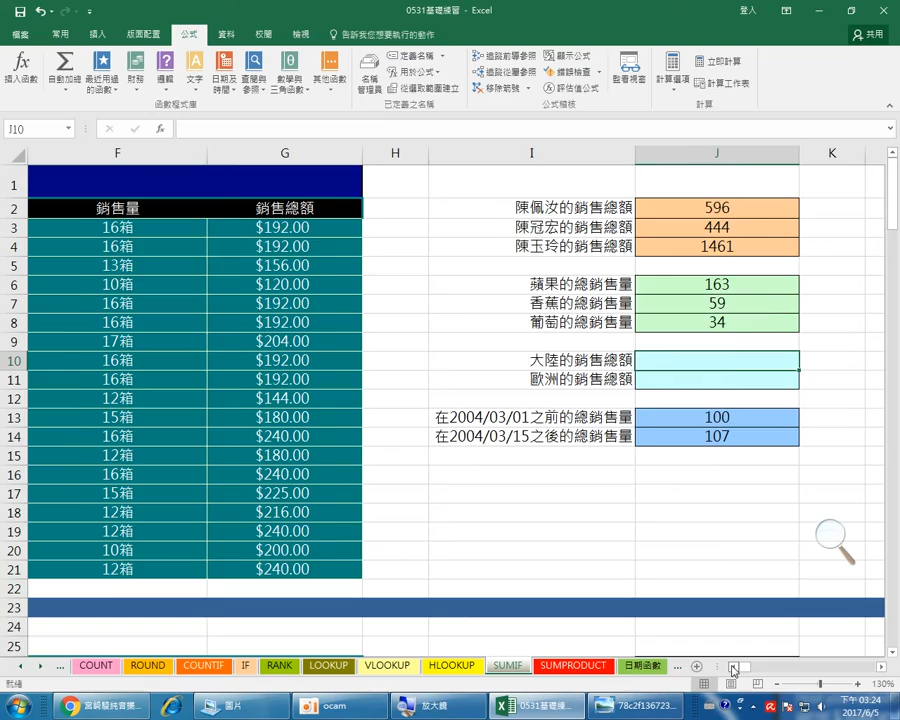 0531基礎練習 - Excel 登入
檔案 常用 插入 版面配置 公式 資料 校閱 檢視 告訴我您想要執行的動作 共用
插入函數 自動加總 最近用過的函數 財務 邏輯 文字 日期及時間 查閱與參照 數學與三角函數 其他函數 名稱管理員 定義名稱 用於公式 從選取範圍建立 追蹤前導參照 追蹤從屬參照 移除箭號 顯示公式 錯誤檢查 評估值公式 監看視窗 計算選項 立即計算 計算工作表
函數程式庫 已定義之名稱 公式稽核 計算
J10 fx
F G H I J K
1
2 銷售量 銷售總額 陳佩汝的銷售總額 596
3 16箱 $192.00 陳冠宏的銷售總額 444
4 16箱 $192.00 陳玉玲的銷售總額 1461
5 13箱 $156.00
6 10箱 $120.00 蘋果的總銷售量 163
7 16箱 $192.00 香蕉的總銷售量 59
8 16箱 $192.00 葡萄的總銷售量 34
9 17箱 $204.00
10 16箱 $192.00 大陸的銷售總額
11 16箱 $192.00 歐洲的銷售總額
12 12箱 $144.00
13 15箱 $180.00 在2004/03/01之前的總銷售量 100
14 16箱 $240.00 在2004/03/15之後的總銷售量 107
15 12箱 $180.00
16 16箱 $240.00
17 15箱 $225.00
18 12箱 $216.00
19 12箱 $240.00
20 10箱 $200.00
21 12箱 $240.00
22
23
24
25
... COUNT ROUND COUNTIF IF RANK LOOKUP VLOOKUP HLOOKUP SUMIF SUMPRODUCT 日期函數 ...
就緒 130%
宮崎駿純音樂... 圖片 ocam 放大鏡 0531基礎練... 78c2f136723... 下午 03:24
2017/6/5